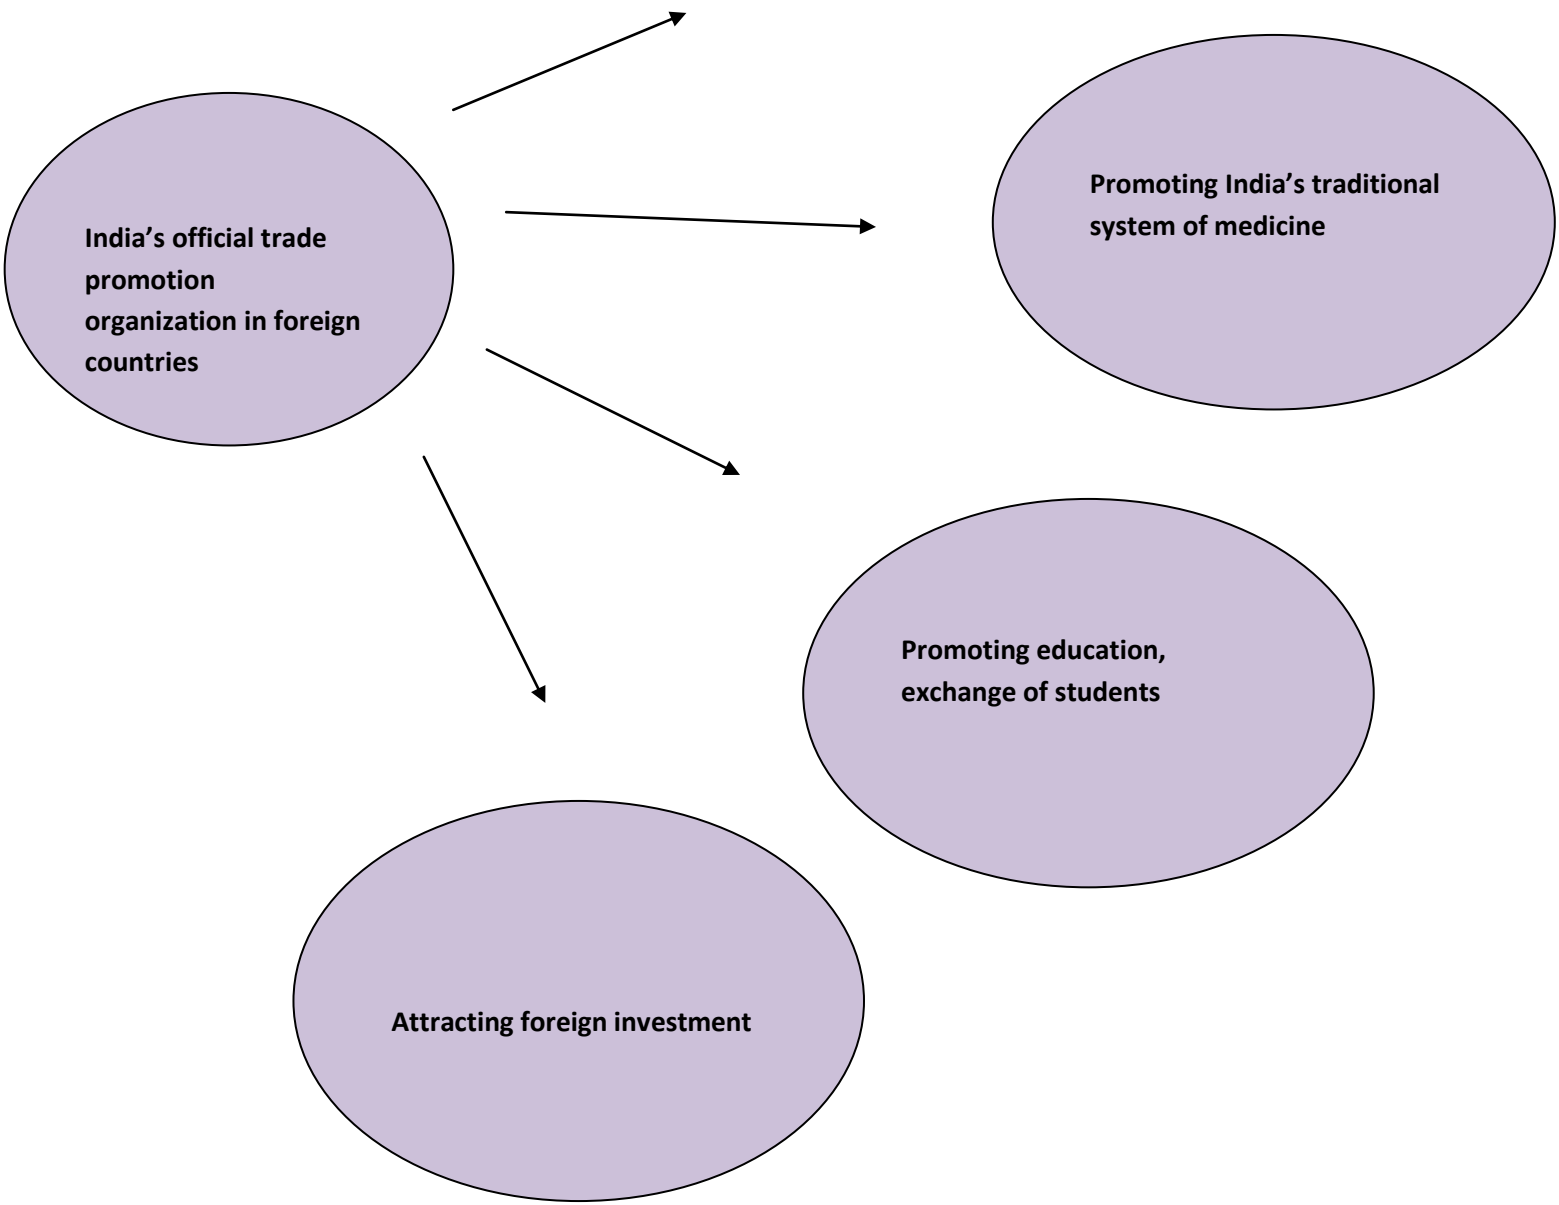 India’s official trade
promotion
organization in foreign
countries
Promoting India’s traditional
system of medicine
Promoting education,
exchange of students
Attracting foreign investment